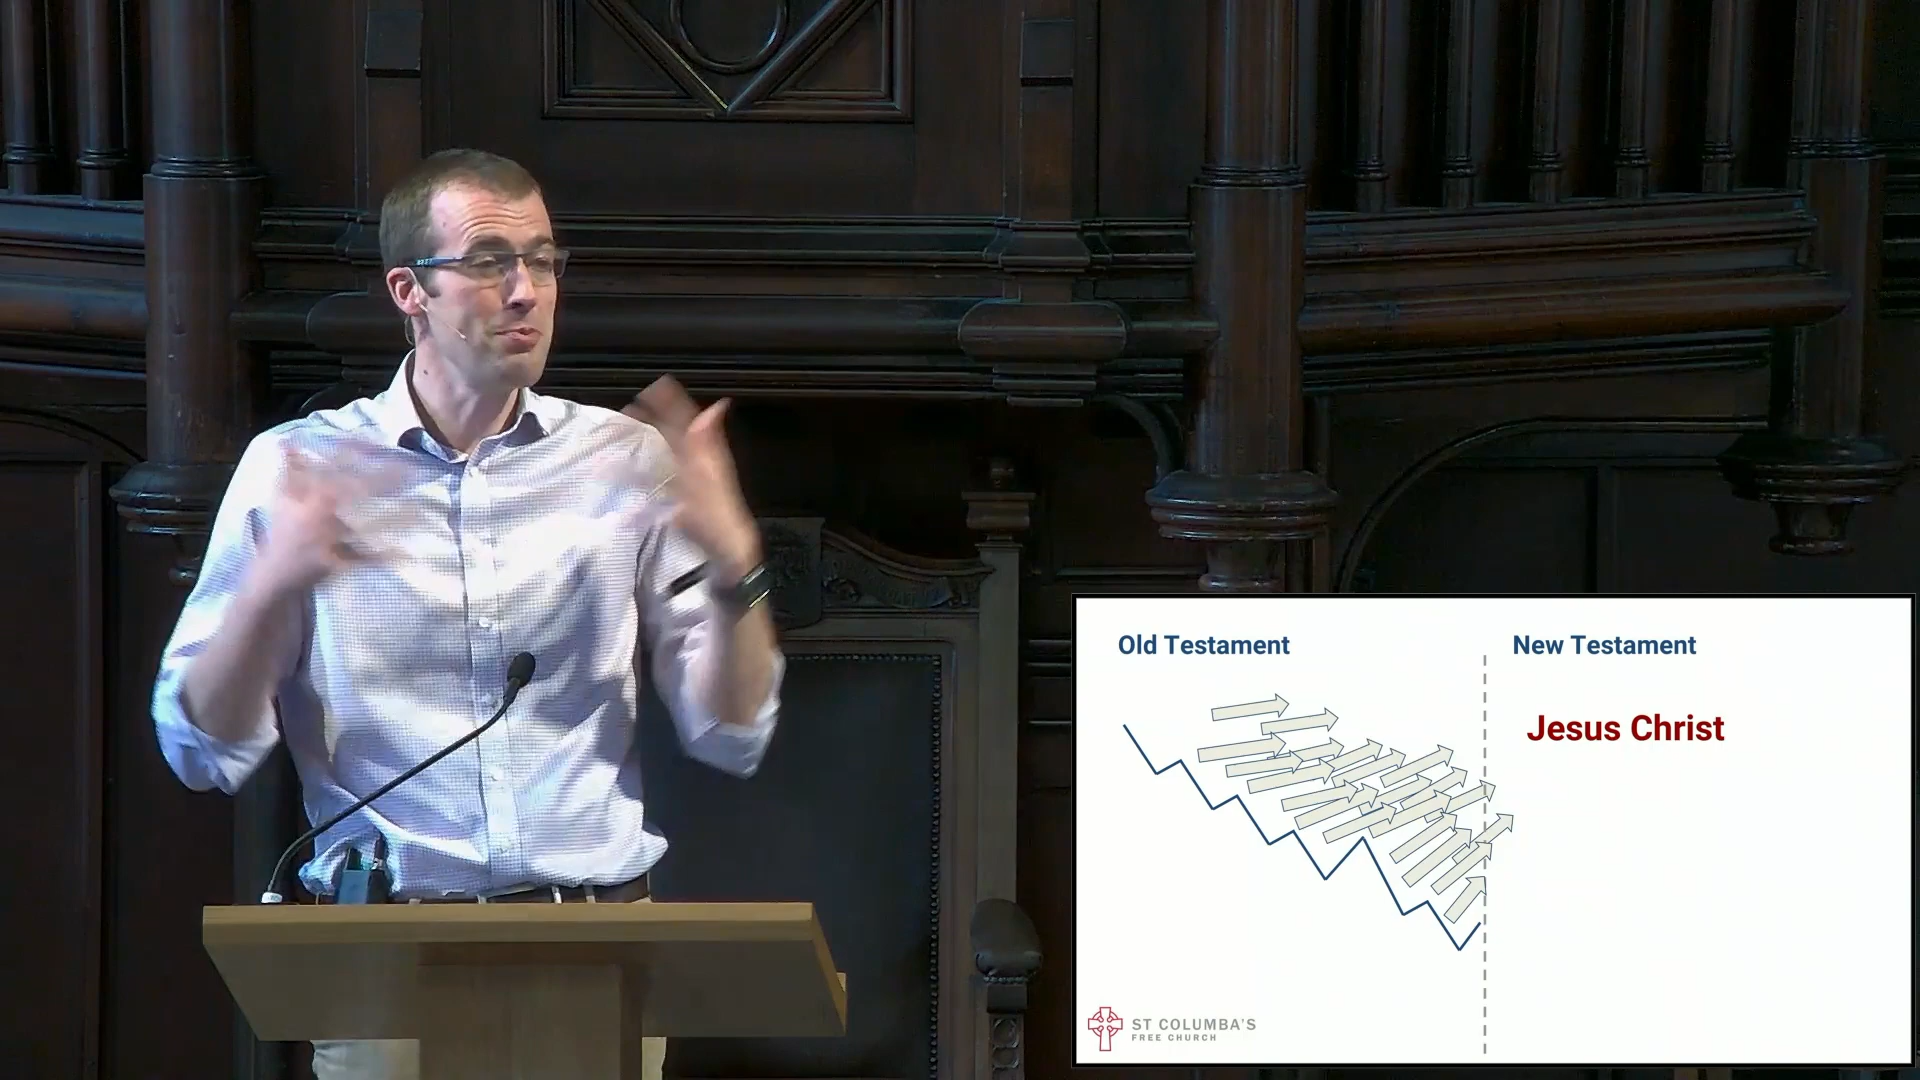 Old Testament
New Testament
Jesus Christ
ST COLUMBA'S
FREE CHURCH